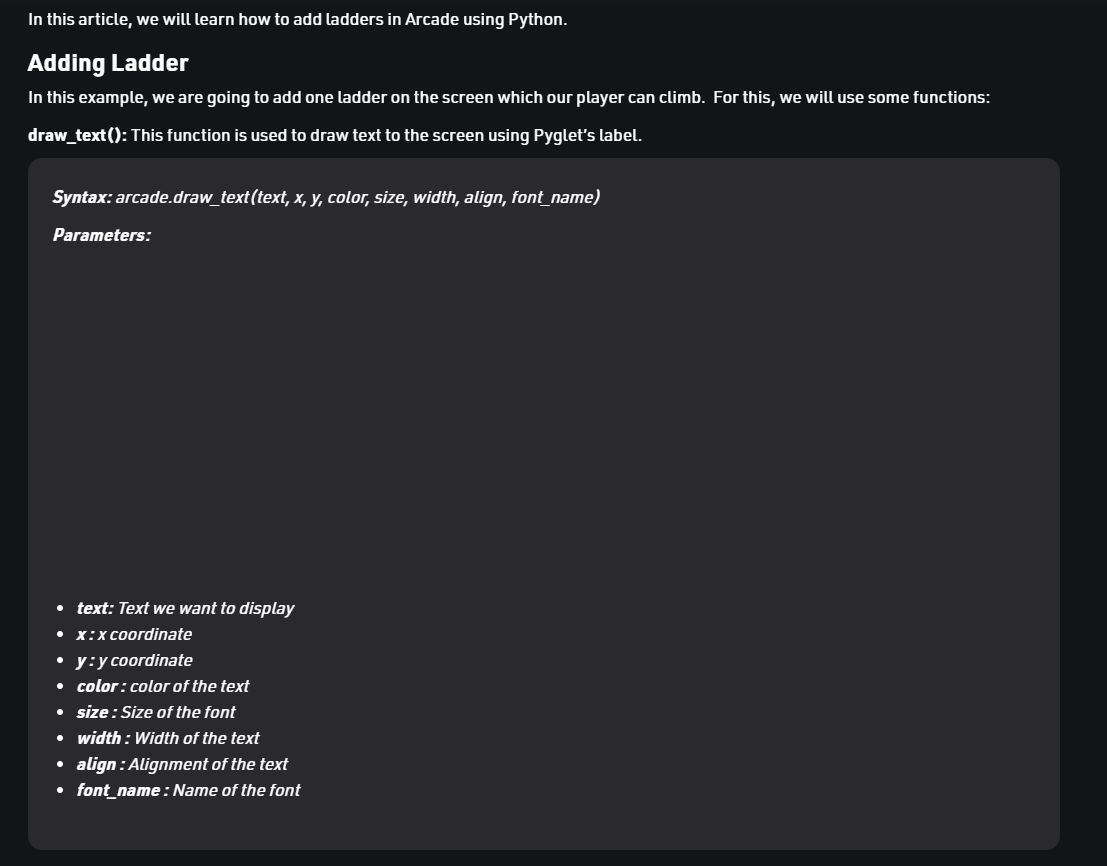 In this article, we will learn how to add ladders in Arcade using Python.
Adding Ladder
In this example, we are going to add one ladder on the screen which our player can climb.  For this, we will use some functions:
draw_text(): This function is used to draw text to the screen using Pyglet’s label.
Syntax: arcade.draw_text(text, x, y, color, size, width, align, font_name)
Parameters:
• text: Text we want to display
• x : x coordinate
• y : y coordinate
• color : color of the text
• size : Size of the font
• width : Width of the text
• align : Alignment of the text
• font_name : Name of the font